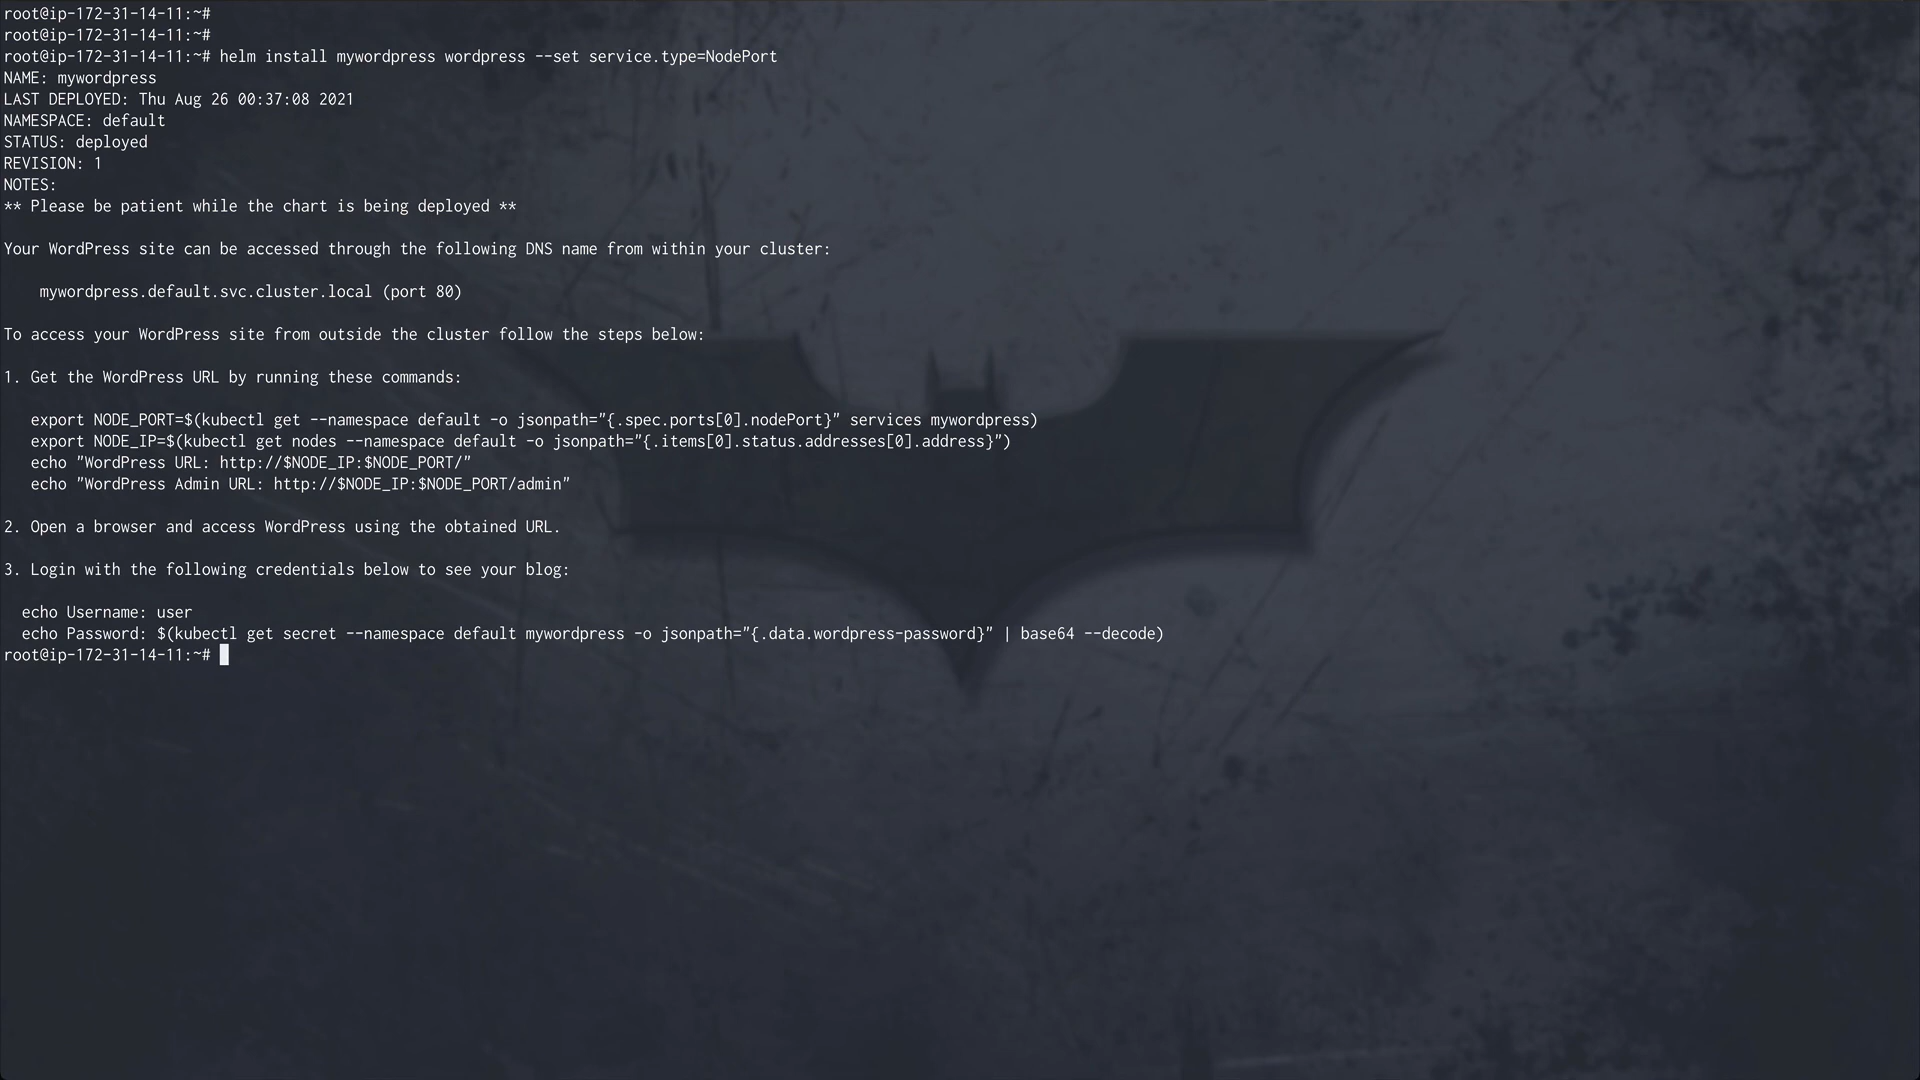 root@ip-172-31-14-11:~#
root@ip-172-31-14-11:~#
root@ip-172-31-14-11:~# helm install mywordpress wordpress --set service.type=NodePort
NAME: mywordpress
LAST DEPLOYED: Thu Aug 26 00:37:08 2021
NAMESPACE: default
STATUS: deployed
REVISION: 1
NOTES:
** Please be patient while the chart is being deployed **
Your WordPress site can be accessed through the following DNS name from within your cluster:
mywordpress.default.svc.cluster.local (port 80)
To access your WordPress site from outside the cluster follow the steps below:
1. Get the WordPress URL by running these commands:
export NODE_PORT=$(kubectl get --namespace default -o jsonpath="{.spec.ports[0].nodePort}" services mywordpress)
export NODE_IP=$(kubectl get nodes --namespace default -o jsonpath="{.items[0].status.addresses[0].address}")
echo "WordPress URL: http://$NODE_IP:$NODE_PORT/"
echo "WordPress Admin URL: http://$NODE_IP:$NODE_PORT/admin"
2. Open a browser and access WordPress using the obtained URL.
3. Login with the following credentials below to see your blog:
echo Username: user
echo Password: $(kubectl get secret --namespace default mywordpress -o jsonpath="{.data.wordpress-password}" | base64 --decode)
root@ip-172-31-14-11:~#